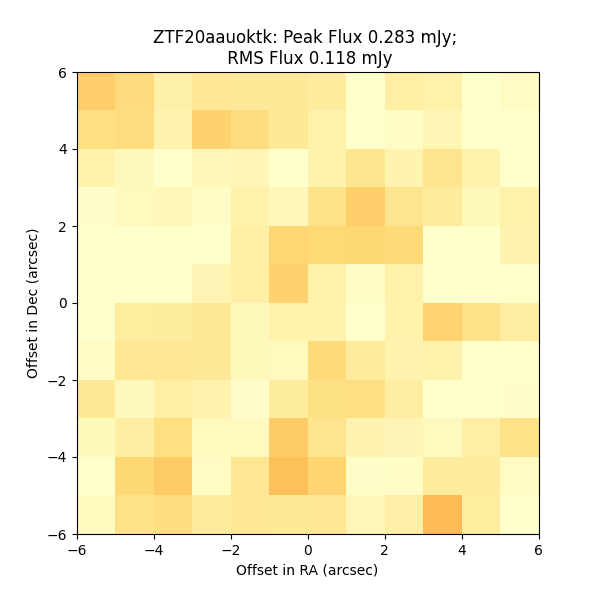 ZTF20aauoktk: Peak Flux 0.283 mJy;
RMS Flux 0.118 mJy
6
4
2
0
−2
−4
−6
Offset in Dec (arcsec)
−6 −4 −2 0 2 4 6
Offset in RA (arcsec)